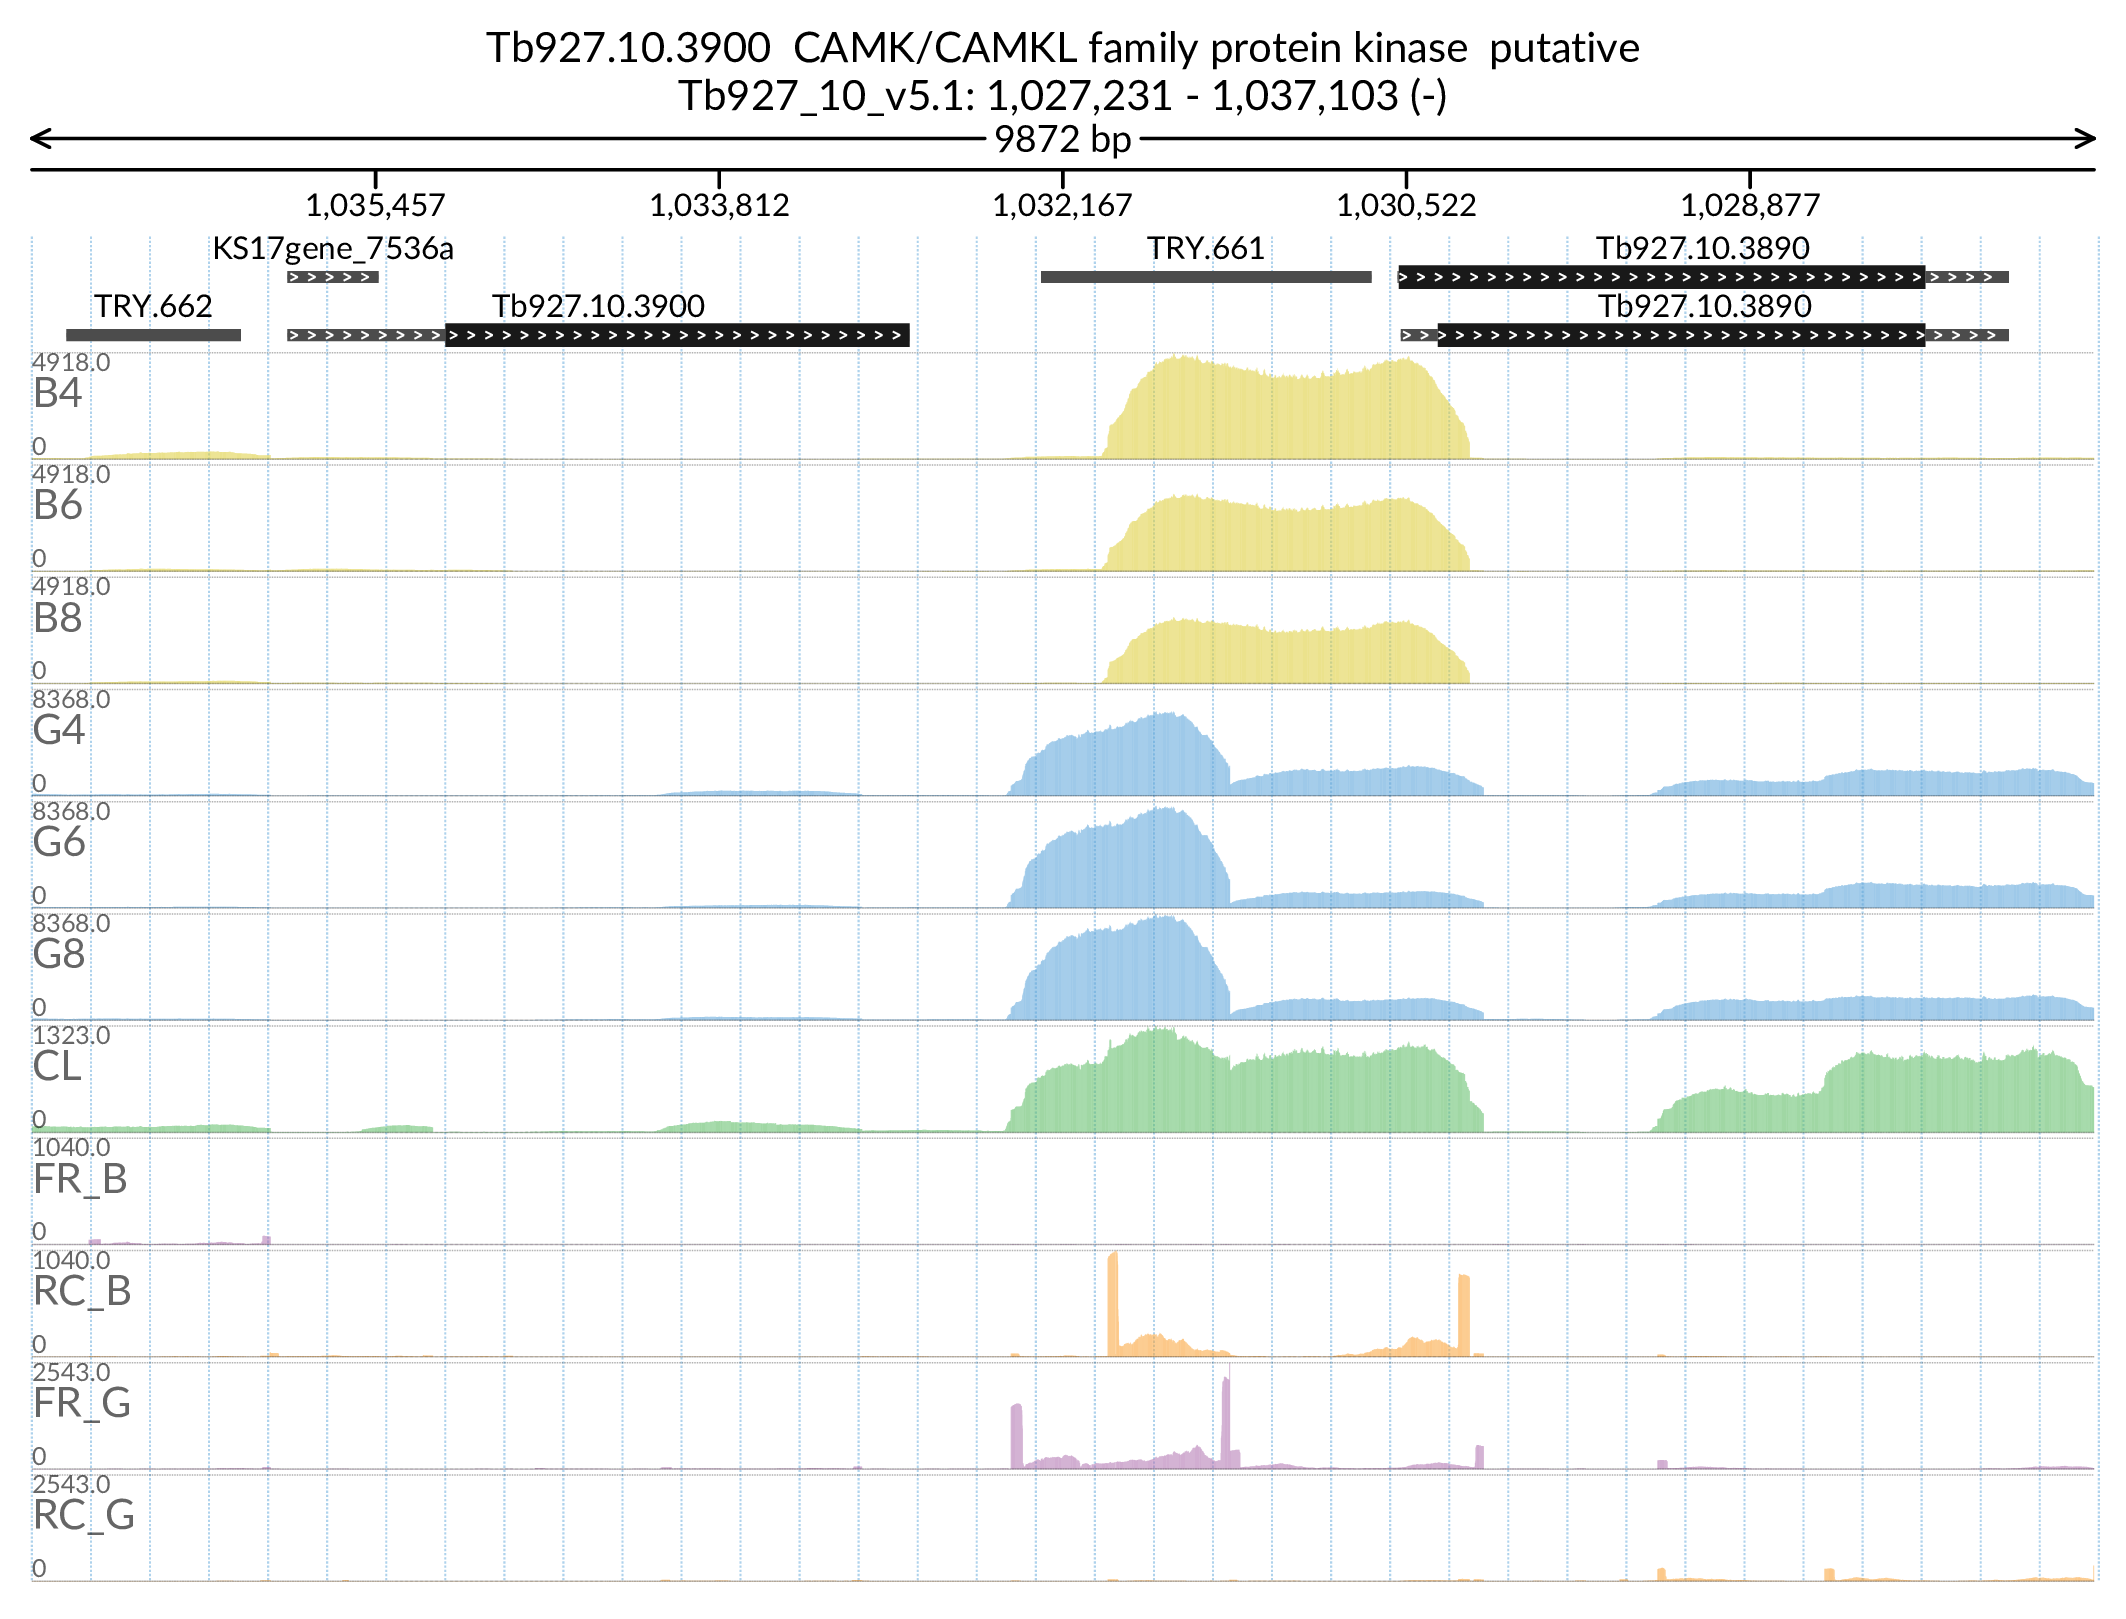 Tb927.10.3900  CAMK/CAMKL family protein kinase  putative
Tb927_10_v5.1: 1,027,231 - 1,037,103 (-)
9872 bp
1,035,457 1,033,812 1,032,167 1,030,522 1,028,877
KS17gene_7536a TRY.661 Tb927.10.3890
TRY.662 Tb927.10.3900 Tb927.10.3890
4918.0
B4
0
4918.0
B6
0
4918.0
B8
0
8368.0
G4
0
8368.0
G6
0
8368.0
G8
0
1323.0
CL
0
1040.0
FR_B
0
1040.0
RC_B
0
2543.0
FR_G
0
2543.0
RC_G
0